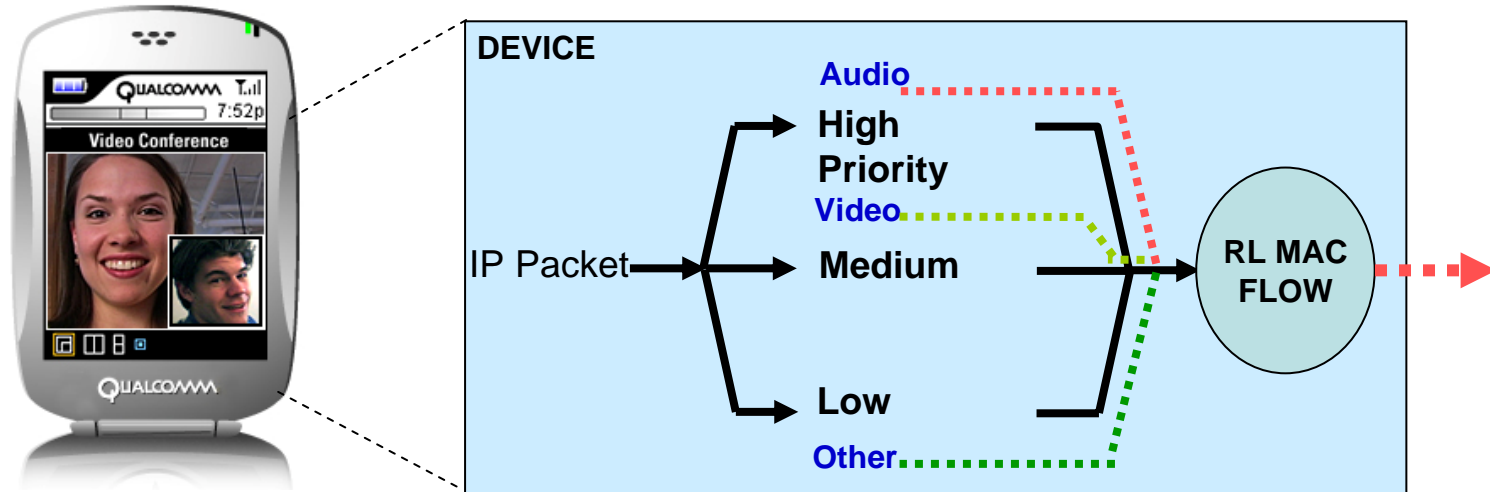 QUALCOMM
7:52p
Video Conference
QUALCOMM
DEVICE
Audio
High
Priority
Video
IP Packet
Medium
Low
Other
RL MAC
FLOW